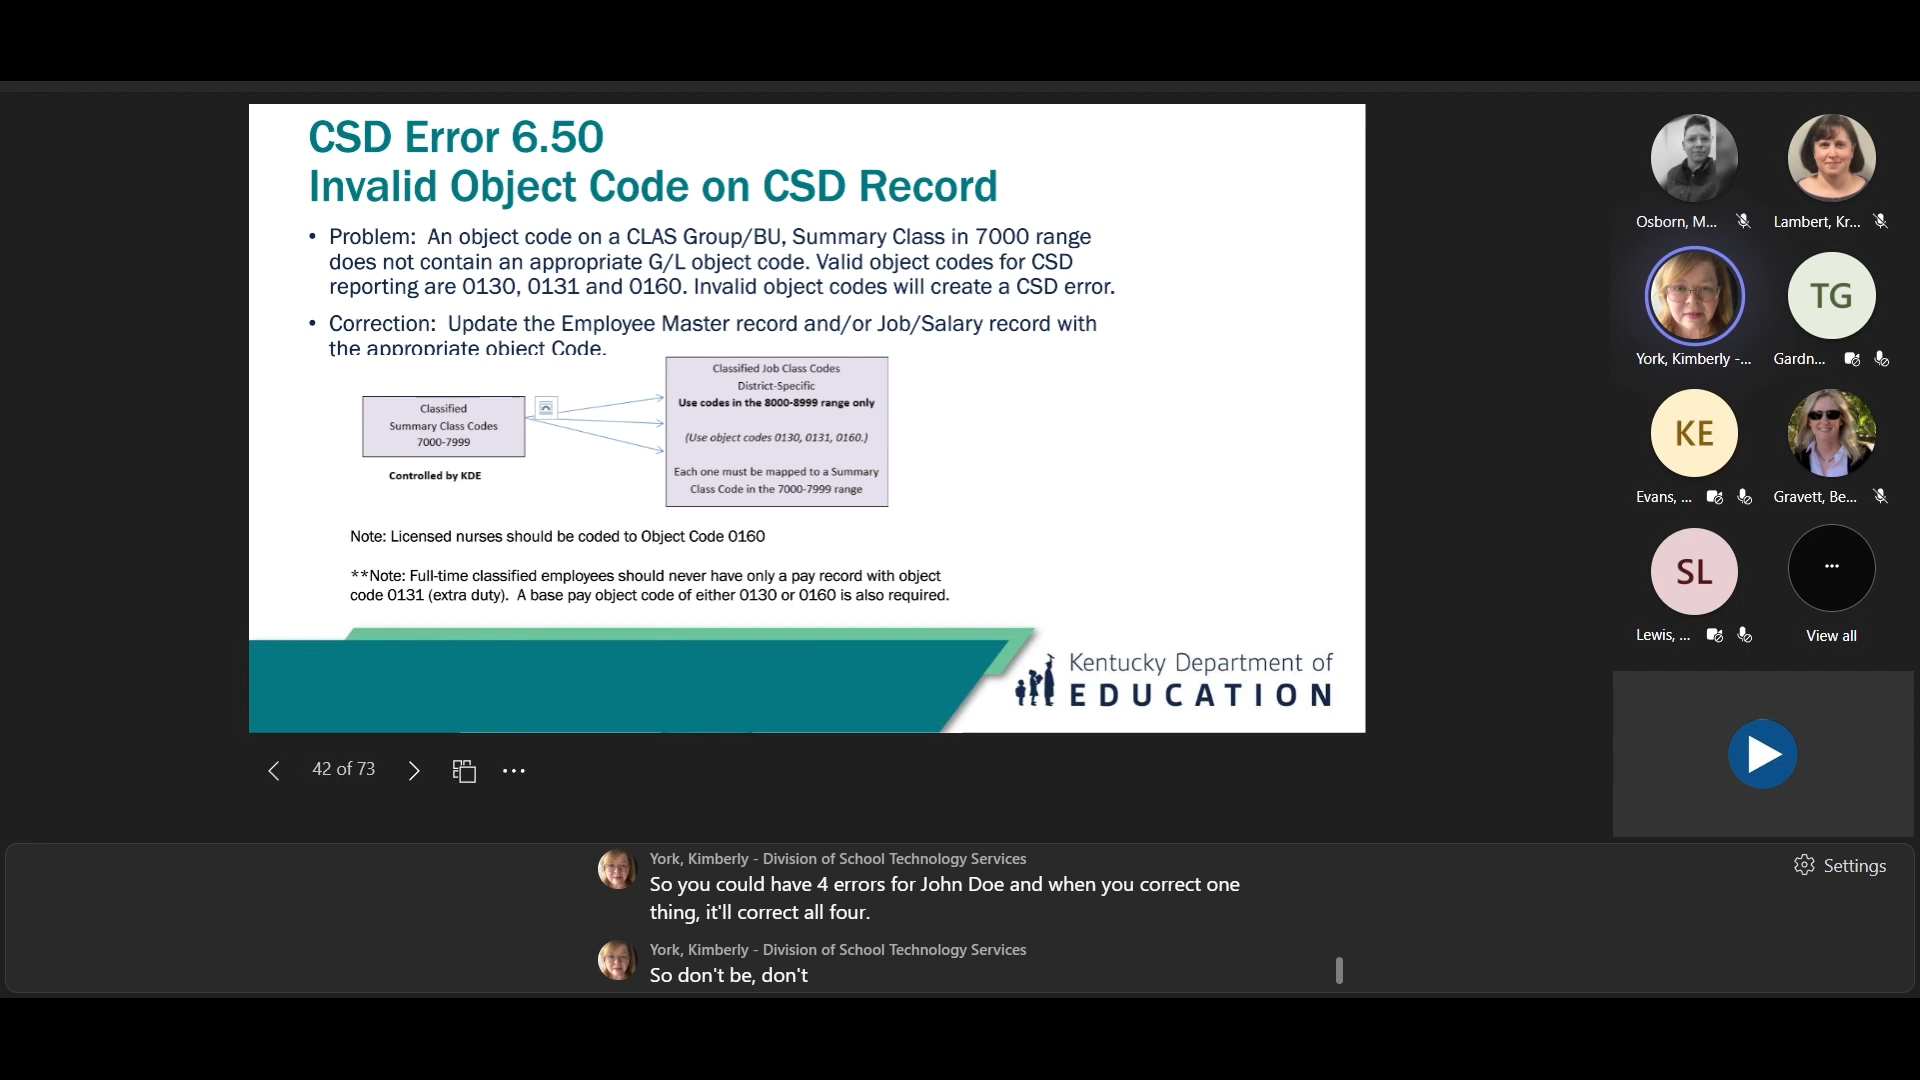 CSD Error 6.50
Invalid Object Code on CSD Record
• Problem: An object code on a CLAS Group/BU, Summary Class in 7000 range
does not contain an appropriate G/L object code. Valid object codes for CSD
reporting are 0130, 0131 and 0160. Invalid object codes will create a CSD error.
• Correction: Update the Employee Master record and/or Job/Salary record with
the appropriate object Code.
Classified
Summary Class Codes
7000-7999
Controlled by KDE
Classified Job Class Codes
District-Specific
Use codes in the 8000-8999 range only
(Use object codes 0130, 0131, 0160.)
Each one must be mapped to a Summary
Class Code in the 7000-7999 range
Note: Licensed nurses should be coded to Object Code 0160
**Note: Full-time classified employees should never have only a pay record with object
code 0131 (extra duty). A base pay object code of either 0130 or 0160 is also required.
Kentucky Department of
EDUCATION
42 of 73
Osborn, M...
Lambert, Kr...
York, Kimberly -...
TG
Gardn...
KE
Evans, ...
Gravett, Be...
SL
Lewis, ...
View all
York, Kimberly - Division of School Technology Services
So you could have 4 errors for John Doe and when you correct one
thing, it'll correct all four.
York, Kimberly - Division of School Technology Services
So don't be, don't
Settings